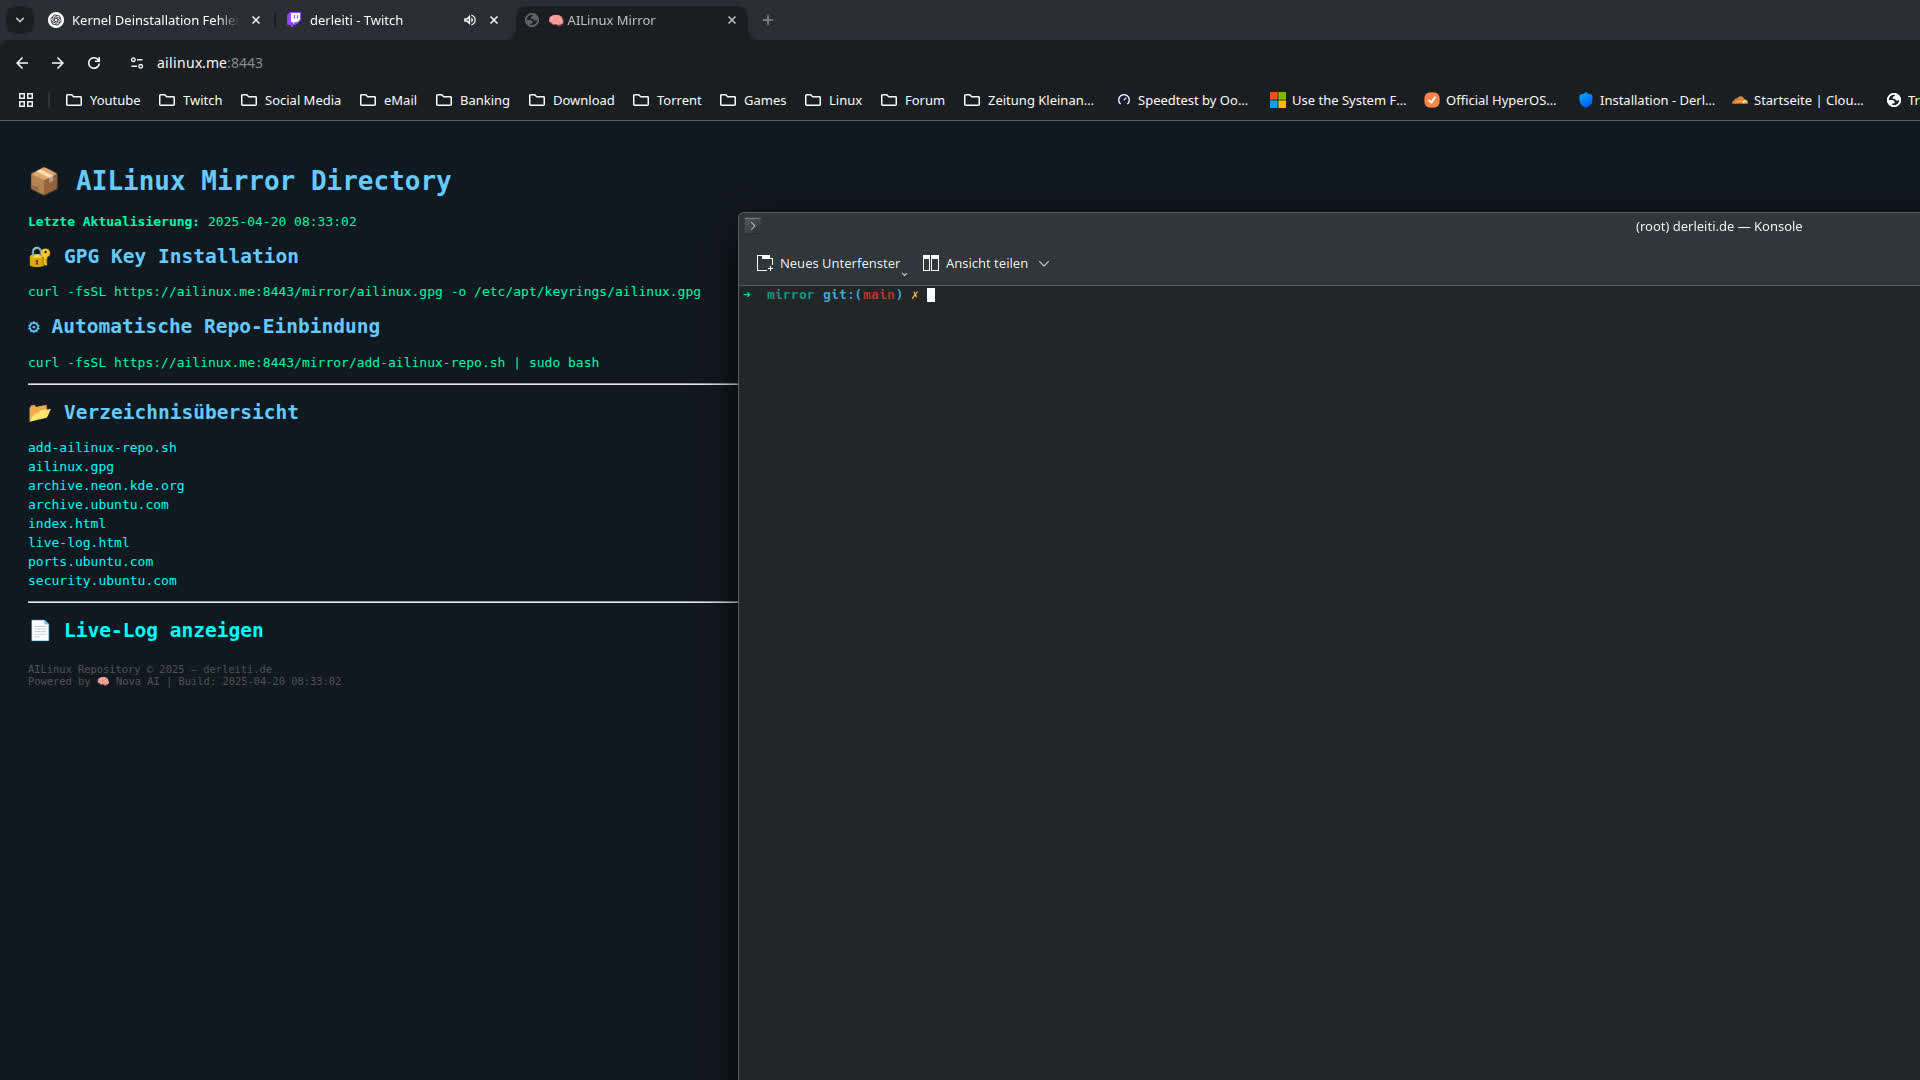 Kernel Deinstallation Fehle
derleiti - Twitch
AILinux Mirror
ailinux.me:8443
Youtube
Twitch
Social Media
eMail
Banking
Download
Torrent
Games
Linux
Forum
Zeitung Kleinan...
Speedtest by Oo...
Use the System F...
Official HyperOS...
Installation - Derl...
Startseite | Clou...
Tr
AILinux Mirror Directory
Letzte Aktualisierung: 2025-04-20 08:33:02
GPG Key Installation
curl -fsSL https://ailinux.me:8443/mirror/ailinux.gpg -o /etc/apt/keyrings/ailinux.gpg
Automatische Repo-Einbindung
curl -fsSL https://ailinux.me:8443/mirror/add-ailinux-repo.sh | sudo bash
Verzeichnisübersicht
add-ailinux-repo.sh
ailinux.gpg
archive.neon.kde.org
archive.ubuntu.com
index.html
live-log.html
ports.ubuntu.com
security.ubuntu.com
Live-Log anzeigen
AILinux Repository © 2025 — derleiti.de
Powered by 🧠 Nova AI | Build: 2025-04-20 08:33:02
(root) derleiti.de — Konsole
Neues Unterfenster
Ansicht teilen
➜ mirror git:(main) ✗